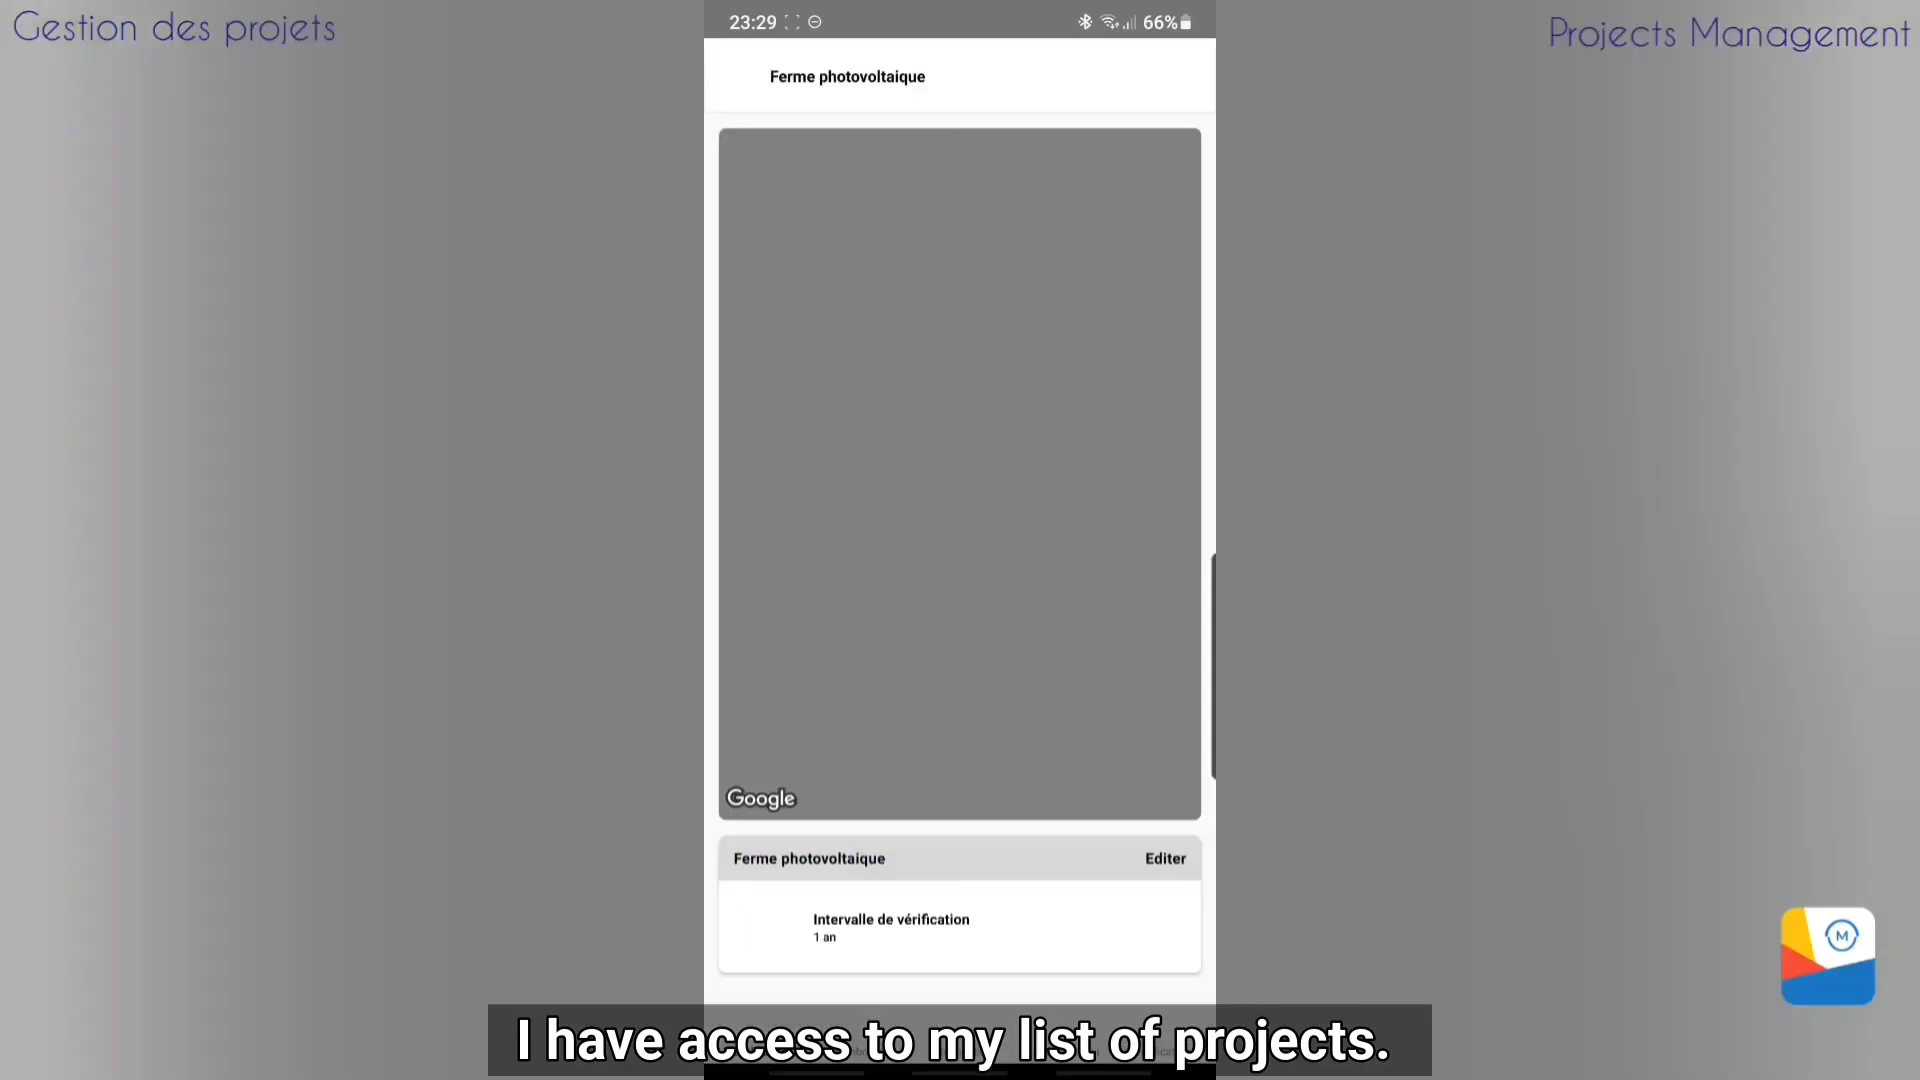 Gestion des projets
Projects Management
23:29
66%
Ferme photovoltaique
Google
Ferme photovoltaique
Editer
Intervalle de vérification
1 an
I have access to my list of projects.
M